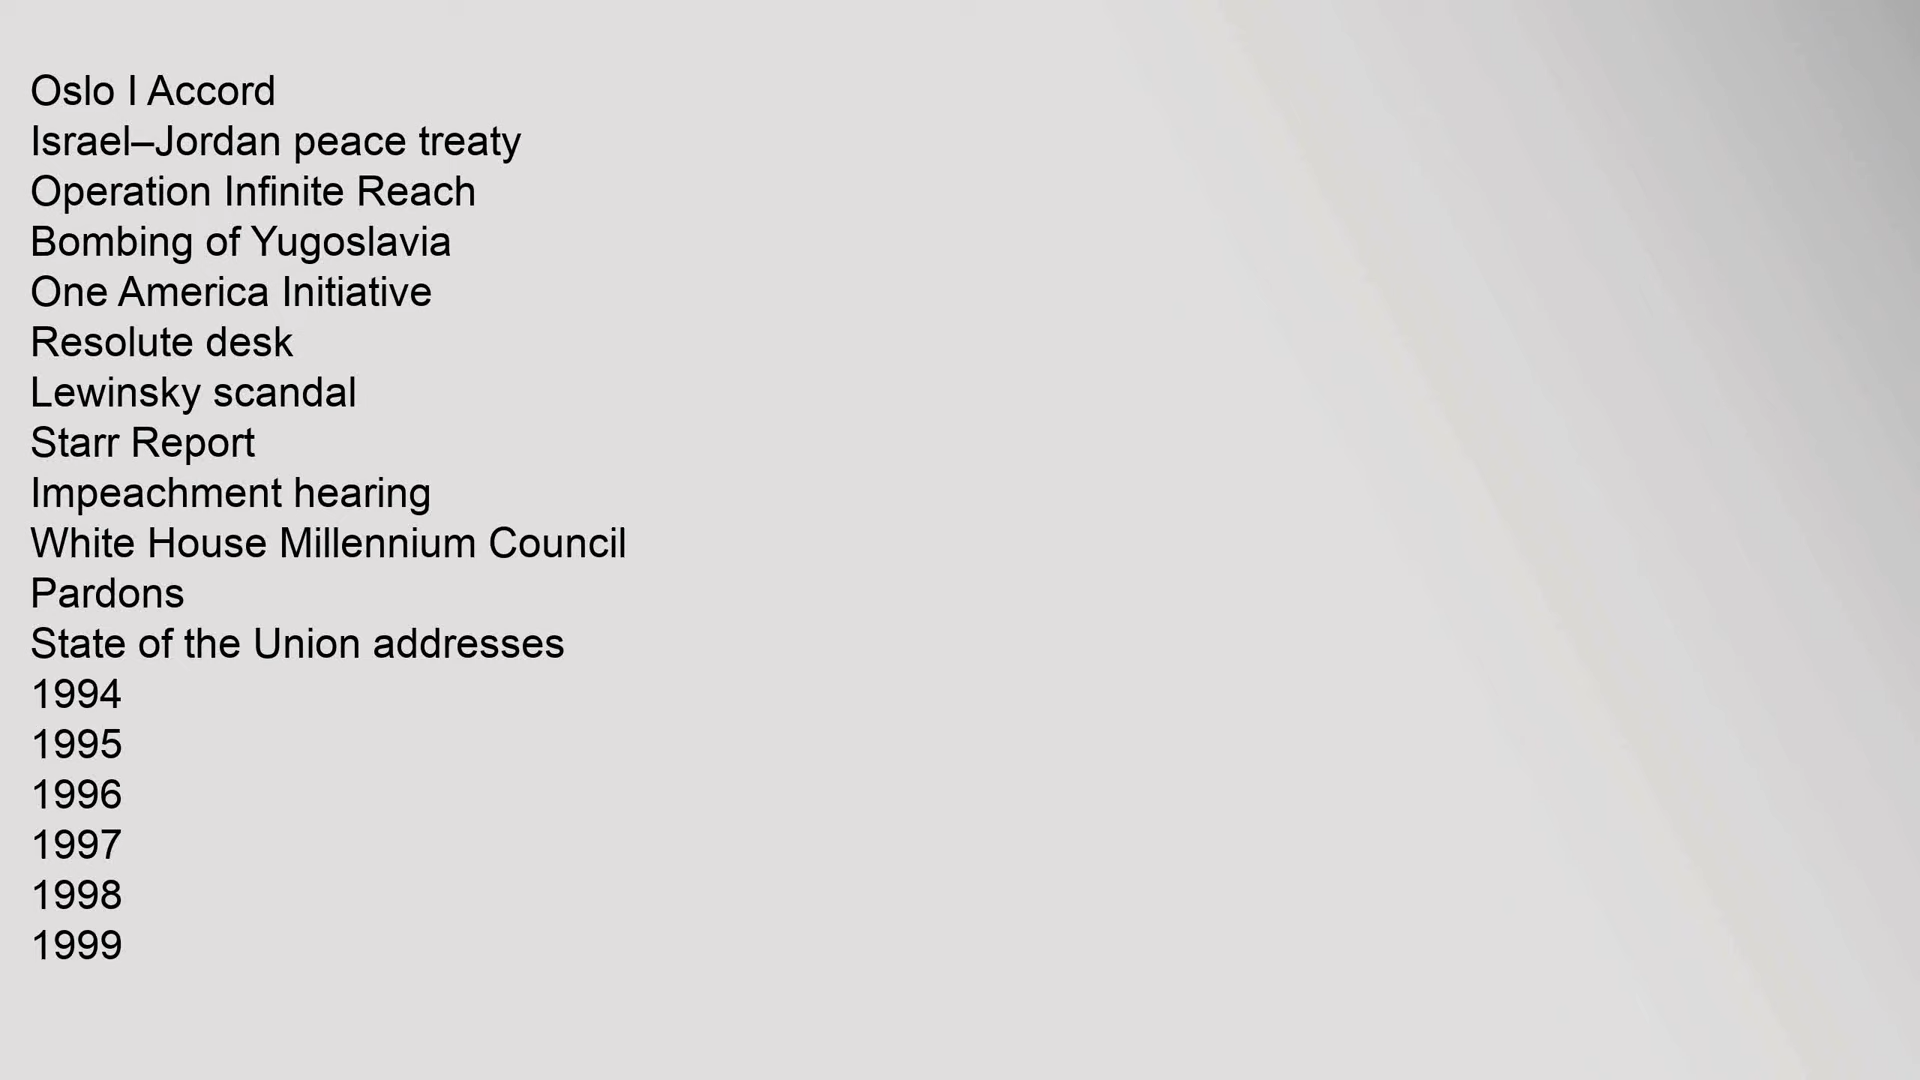 Oslo I Accord
Israel–Jordan peace treaty
Operation Infinite Reach
Bombing of Yugoslavia
One America Initiative
Resolute desk
Lewinsky scandal
Starr Report
Impeachment hearing
White House Millennium Council
Pardons
State of the Union addresses
1994
1995
1996
1997
1998
1999